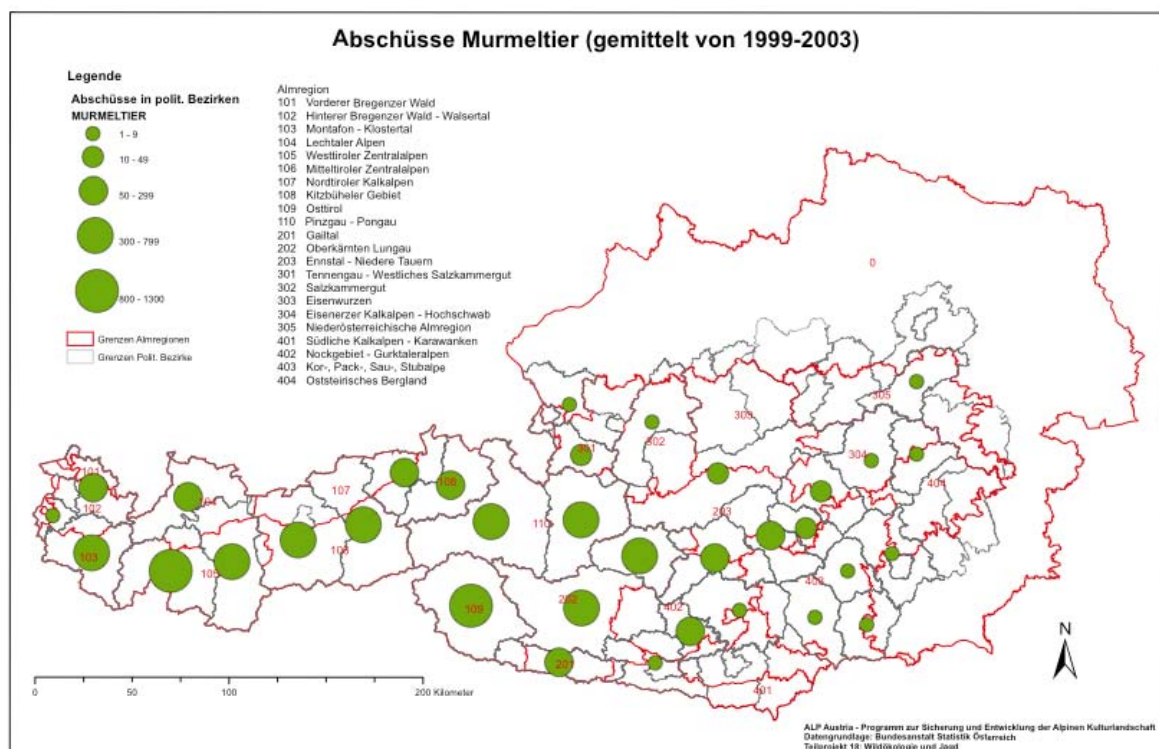 Abschüsse Murmeltier (gemittelt von 1999-2003)
Legende
Abschüsse in polit. Bezirken
MURMELTIER
1 - 9
10 - 49
50 - 299
300 - 799
800 - 1300
Grenzen Almregionen
Grenzen Polit. Bezirke
Almregion
101 Vorderer Bregenzer Wald
102 Hinterer Bregenzer Wald - Walsertal
103 Montafon - Klostertal
104 Lechtaler Alpen
105 Westtiroler Zentralalpen
106 Mitteltiroler Zentralalpen
107 Nordtiroler Kalkalpen
108 Kitzbüheler Gebiet
109 Osttirol
110 Pinzgau - Pongau
201 Gailtal
202 Oberkärnten Lungau
203 Ennstal - Niedere Tauern
301 Tennengau - Westliches Salzkammergut
302 Salzkammergut
303 Eisenwurzen
304 Eisenerzer Kalkalpen - Hochschwab
305 Niederösterreichische Almregion
401 Südliche Kalkalpen - Karawanken
402 Nockgebiet - Gurktaleralpen
403 Kor-, Pack-, Sau-, Stubalpe
404 Oststeirisches Bergland
0
305
303
302
301
304
404
101
102
104
107
108
110
203
103
105
106
109
202
402
403
201
401
N
0 50 100 200 Kilometer
ALP Austria - Programm zur Sicherung und Entwicklung der Alpinen Kulturlandschaft
Datengrundlage: Bundesanstalt Statistik Österreich
Teilprojekt 18: Wildökologie und Jagd